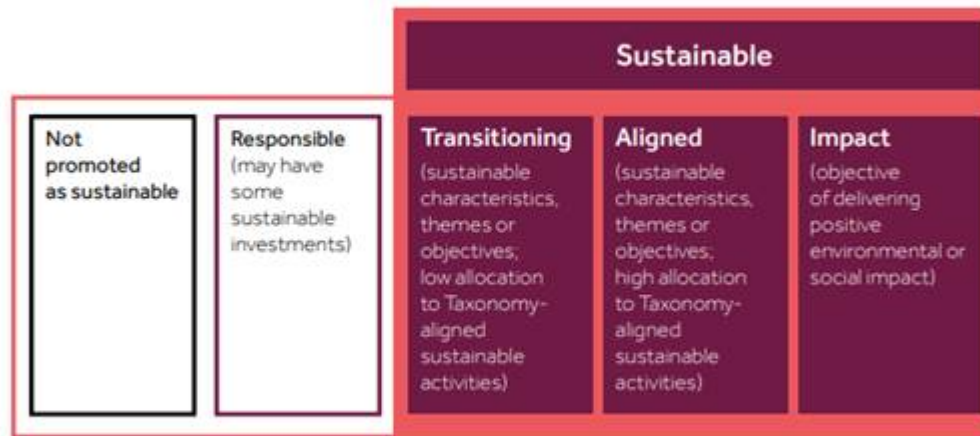 Sustainable
Not
promoted
as sustainable
Responsible
(may have
some
sustainable
investments)
Transitioning
(sustainable
characteristics,
themes or
objectives;
low allocation
to Taxonomy-
aligned
sustainable
activities)
Aligned
(sustainable
characteristics,
themes or
objectives;
high allocation
to Taxonomy-
aligned
sustainable
activities)
Impact
(objective
of delivering
positive
environmental or
social impact)